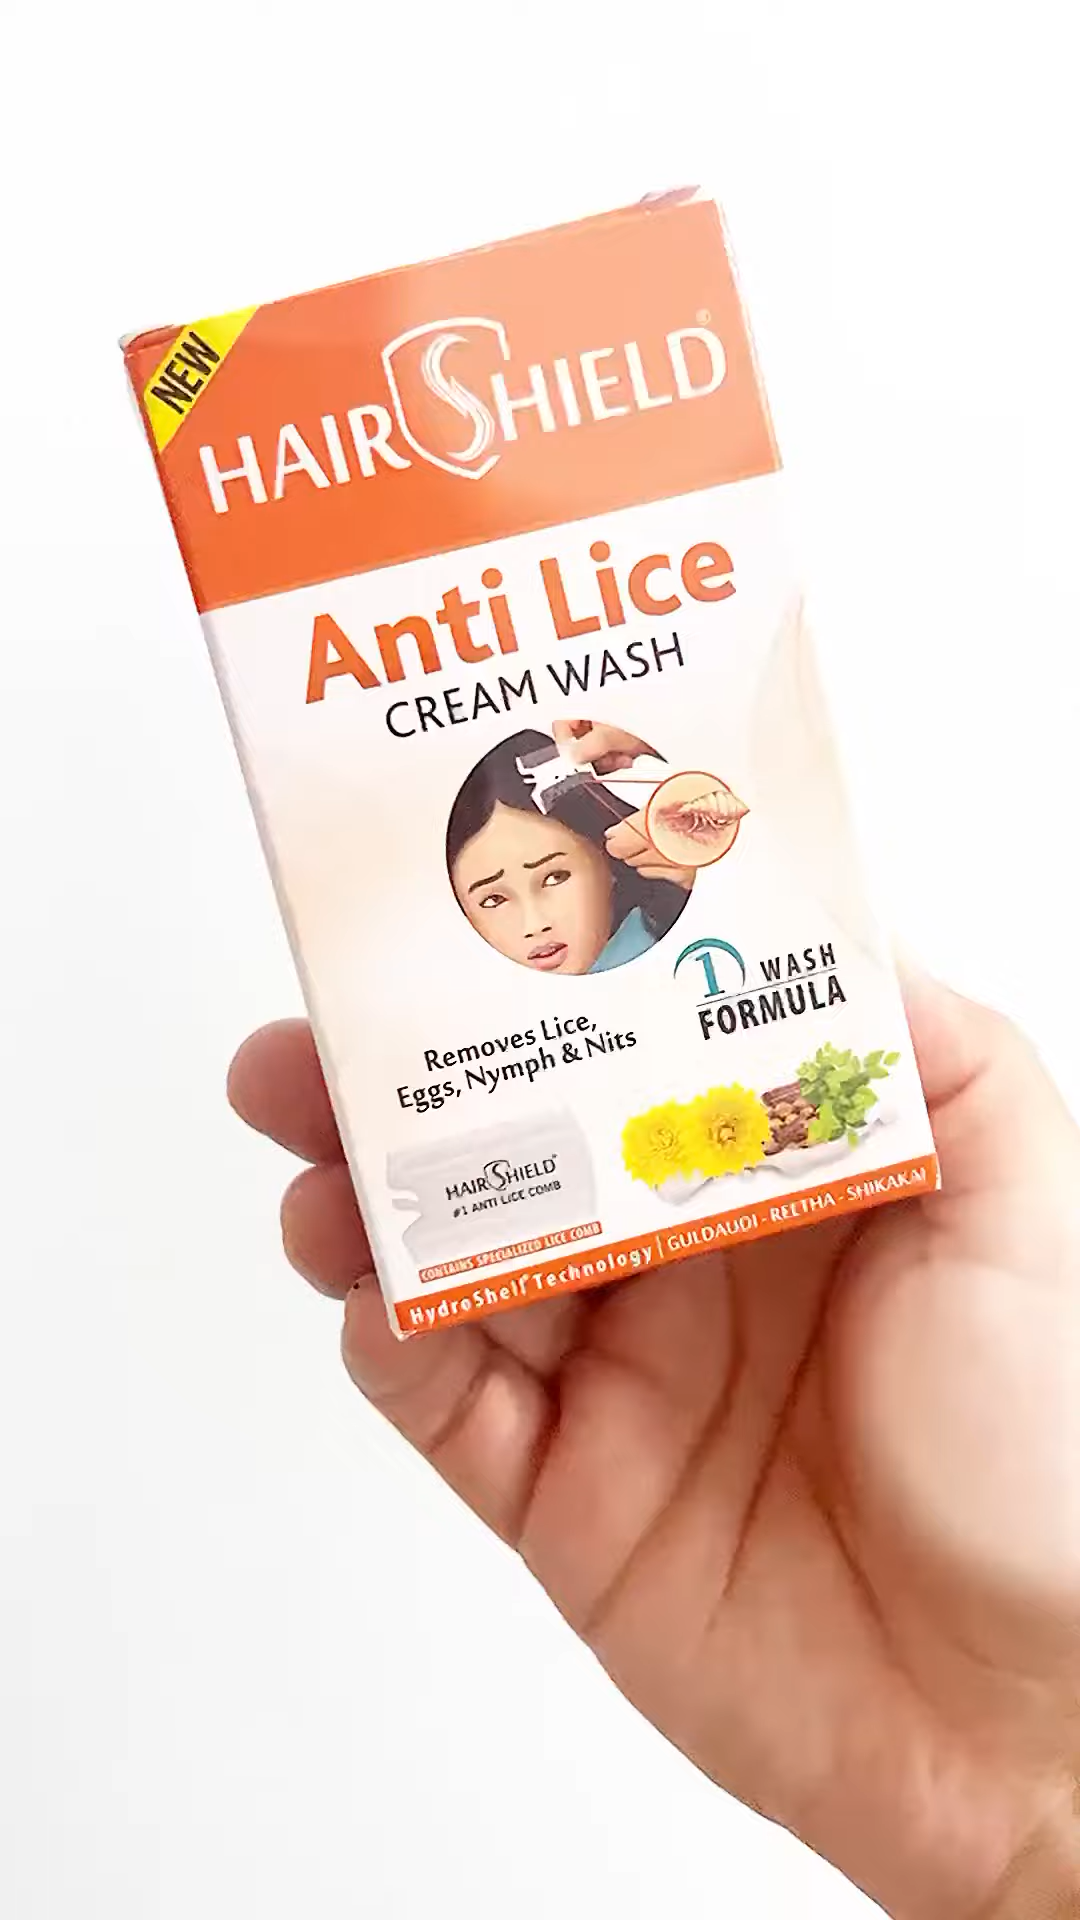 NEW
HAIRSHIELD®
Anti Lice
CREAM WASH
1 WASH
FORMULA
Removes Lice,
Eggs, Nymph & Nits
HAIRSHIELD®
#1 ANTI LICE COMB
CONTAINS SPECIALIZED LICE COMB
HydroShell® Technology | GULDAUDI - REETHA - SHIKAKAI